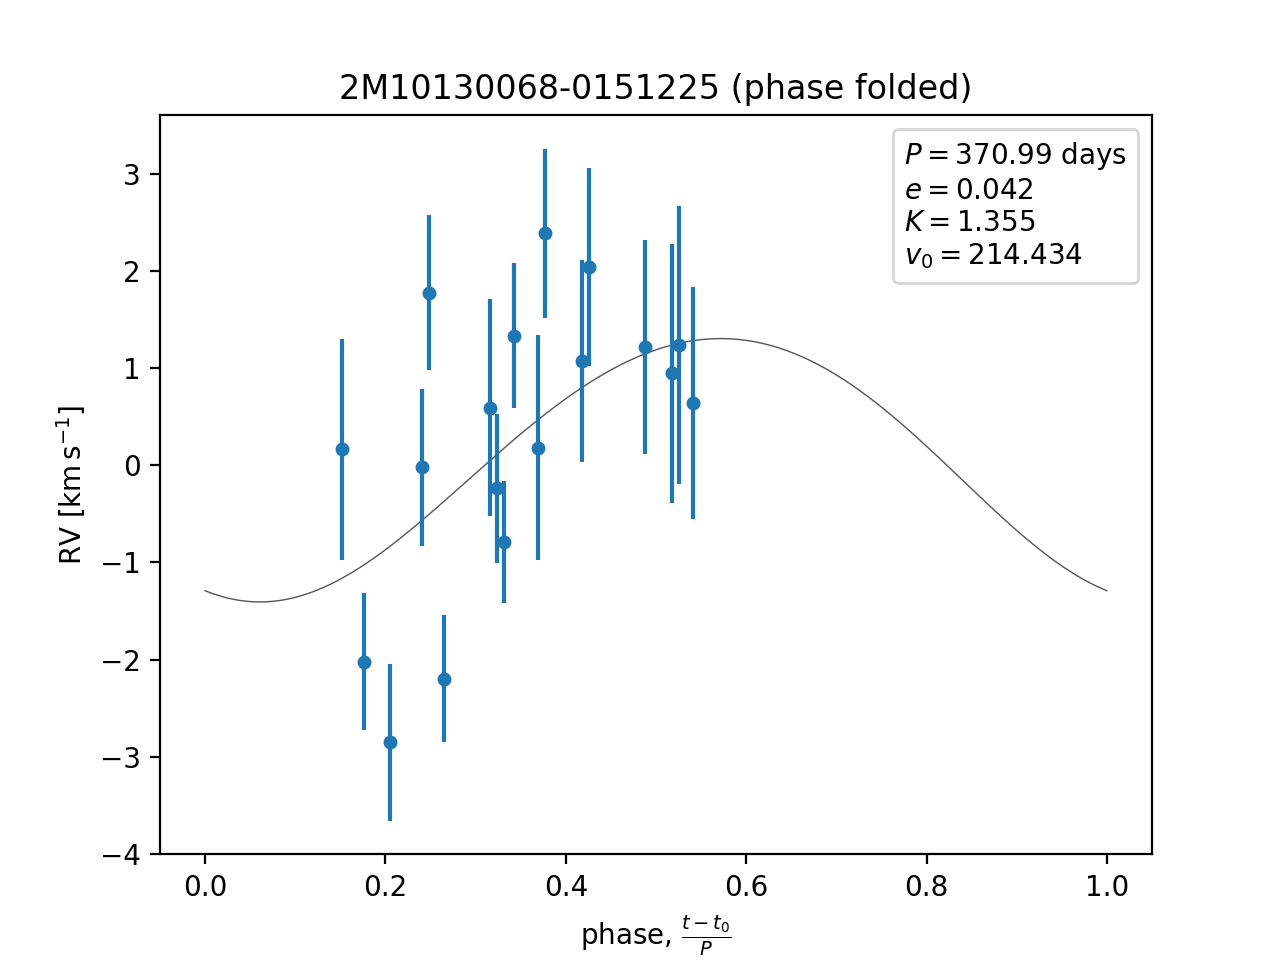 2M10130068-0151225 (phase folded)
P = 370.99 days
e = 0.042
K = 1.355
v₀ = 214.434
3
2
1
0
−1
−2
−3
−4
RV [km s⁻¹]
0.0 0.2 0.4 0.6 0.8 1.0
phase, (t − t₀)/P